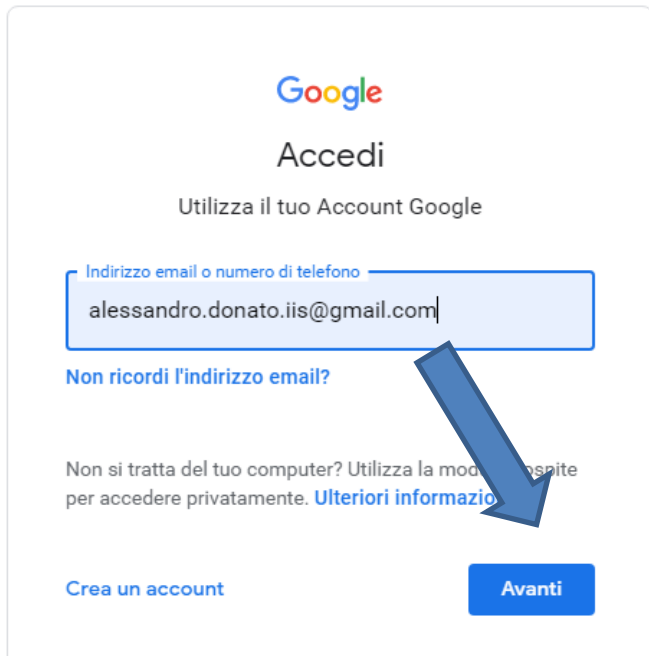 Google
Accedi
Utilizza il tuo Account Google
Indirizzo email o numero di telefono
alessandro.donato.iis@gmail.com
Non ricordi l'indirizzo email?
Non si tratta del tuo computer? Utilizza la
per accedere privatamente. Ulteriori
Crea un account
Avanti